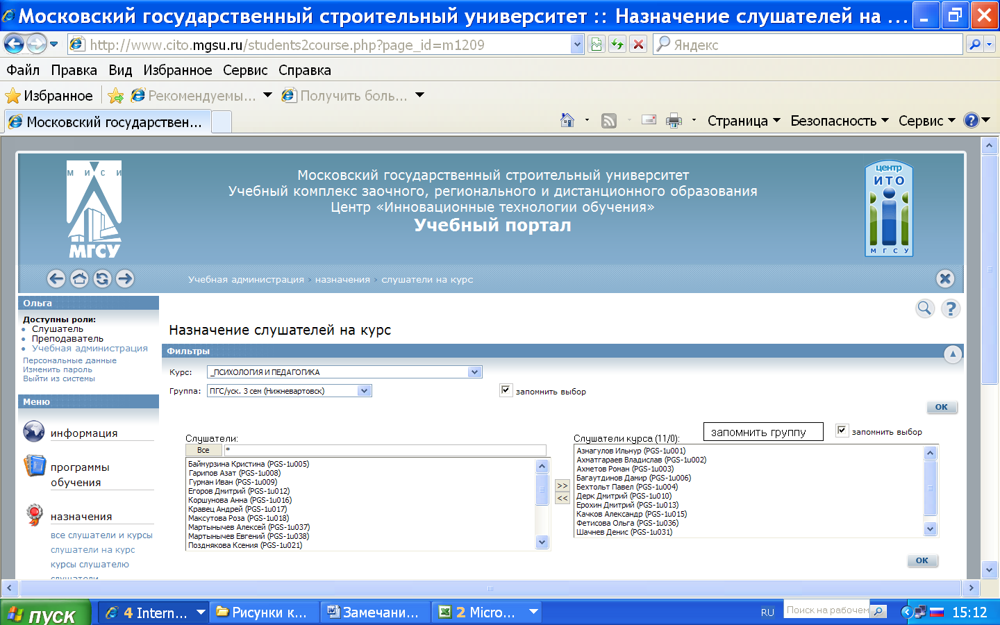 Московский государственный строительный университет :: Назначение слушателей на ...
http://www.cito.mgsu.ru/students2course.php?page_id=m1209
Яндекс
Файл Правка Вид Избранное Сервис Справка
Избранное Рекомендуемы... Получить боль...
Московский государствен...
Страница Безопасность Сервис
МИСИ
МГСУ
Московский государственный строительный университет
Учебный комплекс заочного, регионального и дистанционного образования
Центр «Инновационные технологии обучения»
Учебный портал
центр
ИТО
МГСУ
Учебная администрация › назначения › слушатели на курс
Ольга
Доступны роли:
Слушатель
Преподаватель
Учебная администрация
Персональные данные
Изменить пароль
Выйти из системы
Меню
информация
программы
обучения
назначения
все слушатели и курсы
слушатели на курс
курсы слушателю
слушатели
Назначение слушателей на курс
Фильтры
Курс: _ПСИХОЛОГИЯ И ПЕДАГОГИКА
Группа: ПГС/уск. 3 сем (Нижневартовск)
запомнить выбор
ОК
Слушатели:
Все *
Баймурзина Кристина (PGS-1u005)
Гарипов Азат (PGS-1u008)
Гурман Иван (PGS-1u009)
Егоров Дмитрий (PGS-1u012)
Коршунова Анна (PGS-1u016)
Кравец Андрей (PGS-1u017)
Максутова Роза (PGS-1u018)
Мартынычев Алексей (PGS-1u037)
Мартынычев Евгений (PGS-1u038)
Позднякова Ксения (PGS-1u021)
>>
<<
запомнить группу
запомнить выбор
Слушатели курса (11/0):
Азнагулов Ильнур (PGS-1u001)
Ахматгараев Владислав (PGS-1u002)
Ахметов Роман (PGS-1u003)
Багаутдинов Дамир (PGS-1u006)
Бехтольт Павел (PGS-1u004)
Дерк Дмитрий (PGS-1u010)
Ерохин Дмитрий (PGS-1u013)
Качков Александр (PGS-1u015)
Фетисова Ольга (PGS-1u036)
Шачнев Денис (PGS-1u031)
ОК
пуск
4 Intern...
Рисунки к...
Замечани...
2 Micro...
RU
Поиск на рабочем
15:12